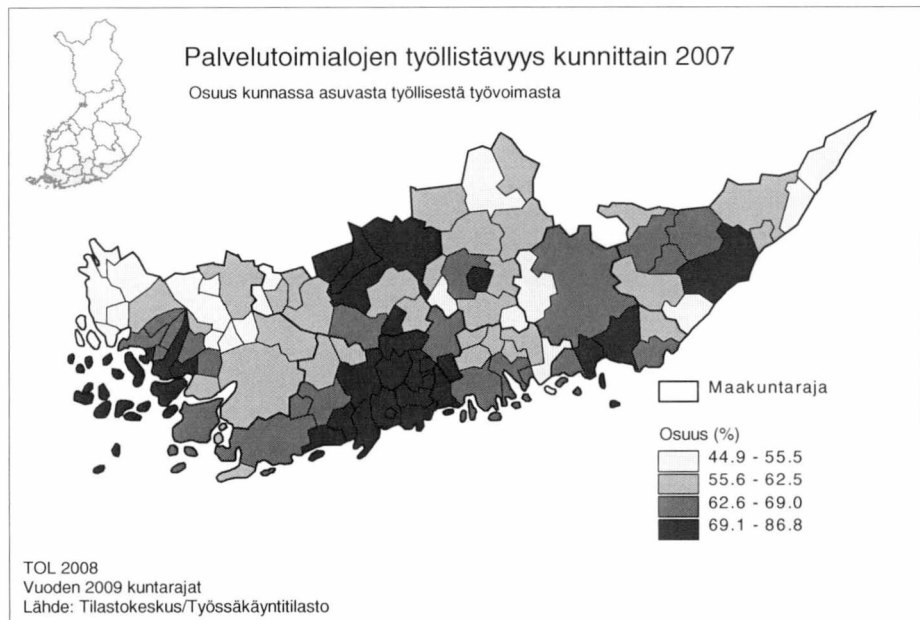 Palvelutoimialojen työllistävyys kunnittain 2007
Osuus kunnassa asuvasta työllisestä työvoimasta
Maakuntaraja
Osuus (%)
44.9 - 55.5
55.6 - 62.5
62.6 - 69.0
69.1 - 86.8
TOL 2008
Vuoden 2009 kuntarajat
Lähde: Tilastokeskus/Työssäkäyntitilasto